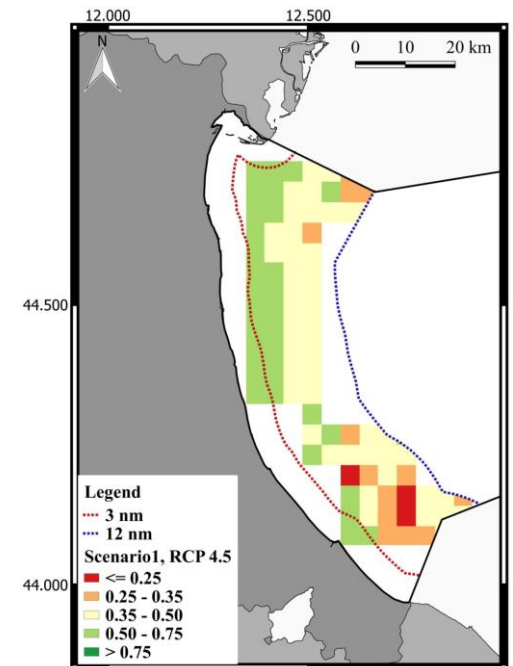 12.000 12.500
N
0 10 20 km
44.500
44.000
Legend
3 nm
12 nm
Scenario1, RCP 4.5
<= 0.25
0.25 - 0.35
0.35 - 0.50
0.50 - 0.75
> 0.75